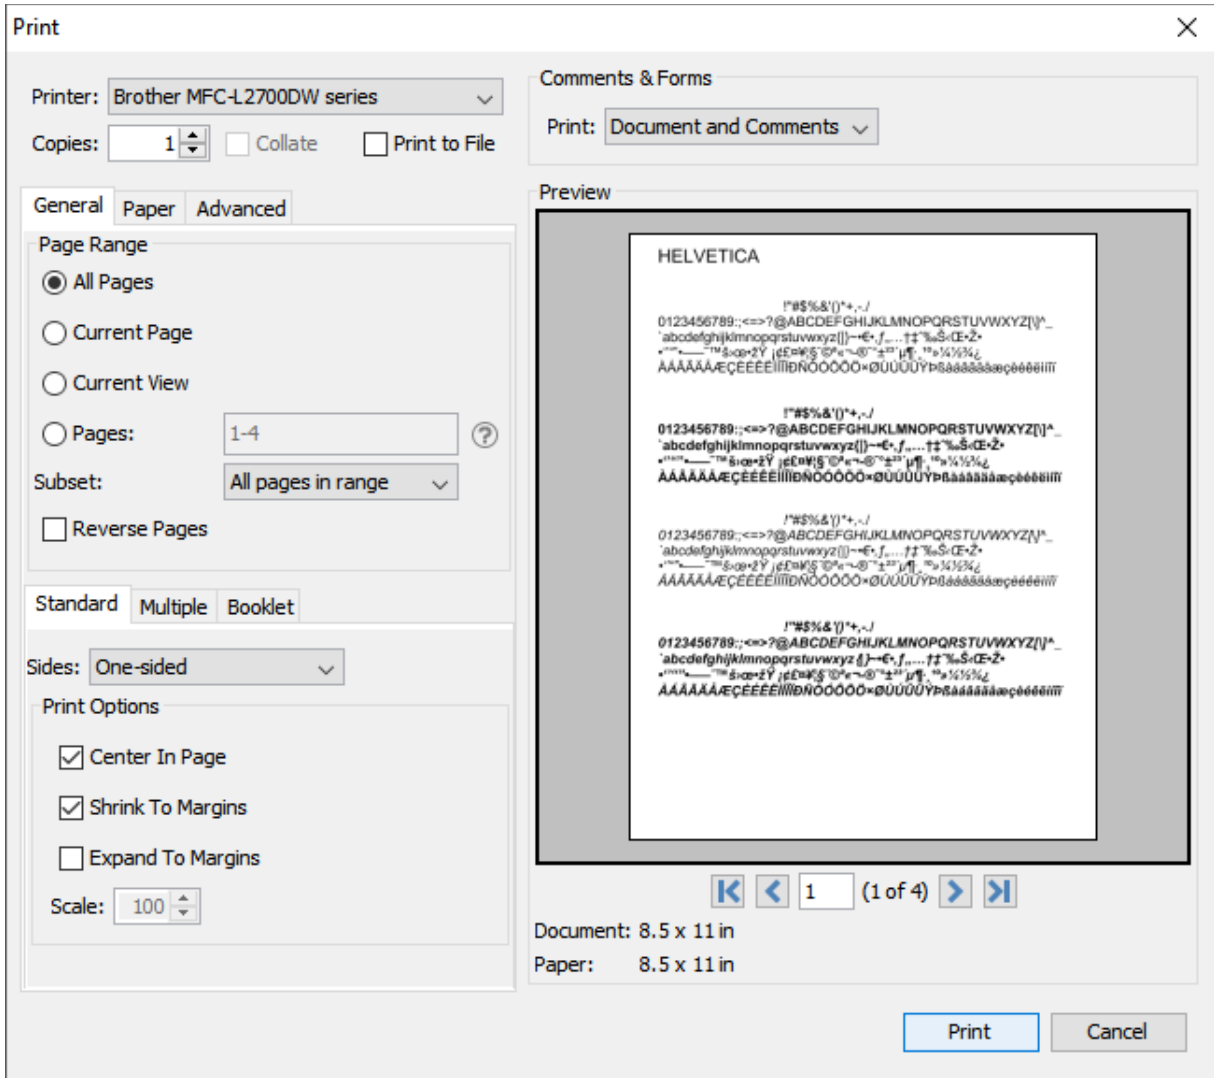 Print
Printer: Brother MFC-L2700DW series
Copies: 1 Collate Print to File
General Paper Advanced
Page Range
All Pages
Current Page
Current View
Pages: 1-4 ?
Subset: All pages in range
Reverse Pages
Standard Multiple Booklet
Sides: One-sided
Print Options
Center In Page
Shrink To Margins
Expand To Margins
Scale: 100
Comments & Forms
Print: Document and Comments
Preview
HELVETICA
!"#$%&'()*+,-./
0123456789:;<=>?@ABCDEFGHIJKLMNOPQRSTUVWXYZ[\]^_
`abcdefghijklmnopqrstuvwxyz{|}~
!"#$%&'()*+,-./
0123456789:;<=>?@ABCDEFGHIJKLMNOPQRSTUVWXYZ[\]^_
`abcdefghijklmnopqrstuvwxyz{|}~
!"#$%&'()*+,-./
0123456789:;<=>?@ABCDEFGHIJKLMNOPQRSTUVWXYZ[\]^_
`abcdefghijklmnopqrstuvwxyz{|}~
!"#$%&'()*+,-./
0123456789:;<=>?@ABCDEFGHIJKLMNOPQRSTUVWXYZ[\]^_
`abcdefghijklmnopqrstuvwxyz{|}~
1 (1 of 4)
Document: 8.5 x 11 in
Paper: 8.5 x 11 in
Print Cancel